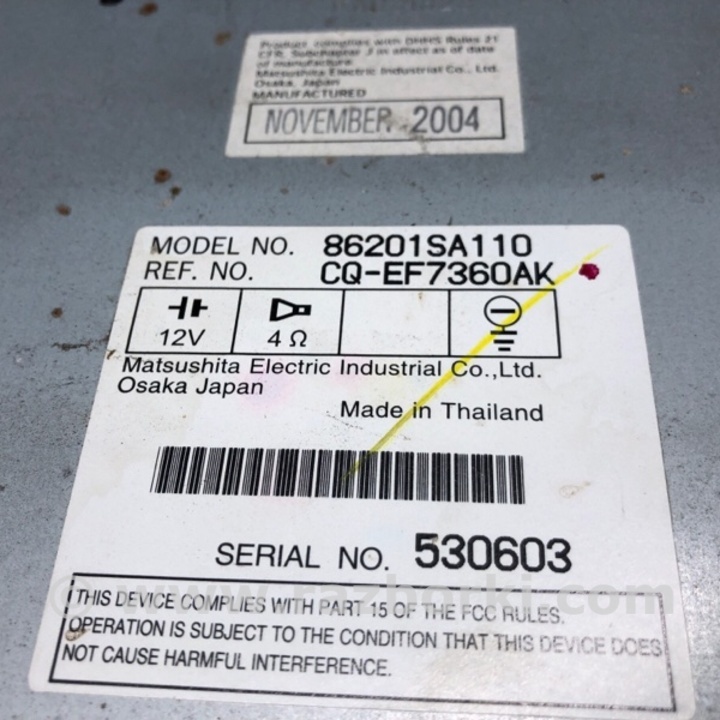 Product complies with DHHS Rules 21
CFR, Subchapter J in effect as of date
of manufacture.
Matsushita Electric Industrial Co., Ltd.
Osaka, Japan
MANUFACTURED
NOVEMBER 2004
MODEL NO. 86201SA110
REF. NO. CQ-EF7360AK
12V 4 Ω
Matsushita Electric Industrial Co.,Ltd.
Osaka Japan
Made in Thailand
SERIAL NO. 530603
© www.razborki.com
THIS DEVICE COMPLIES WITH PART 15 OF THE FCC RULES.
OPERATION IS SUBJECT TO THE CONDITION THAT THIS DEVICE DOES
NOT CAUSE HARMFUL INTERFERENCE.